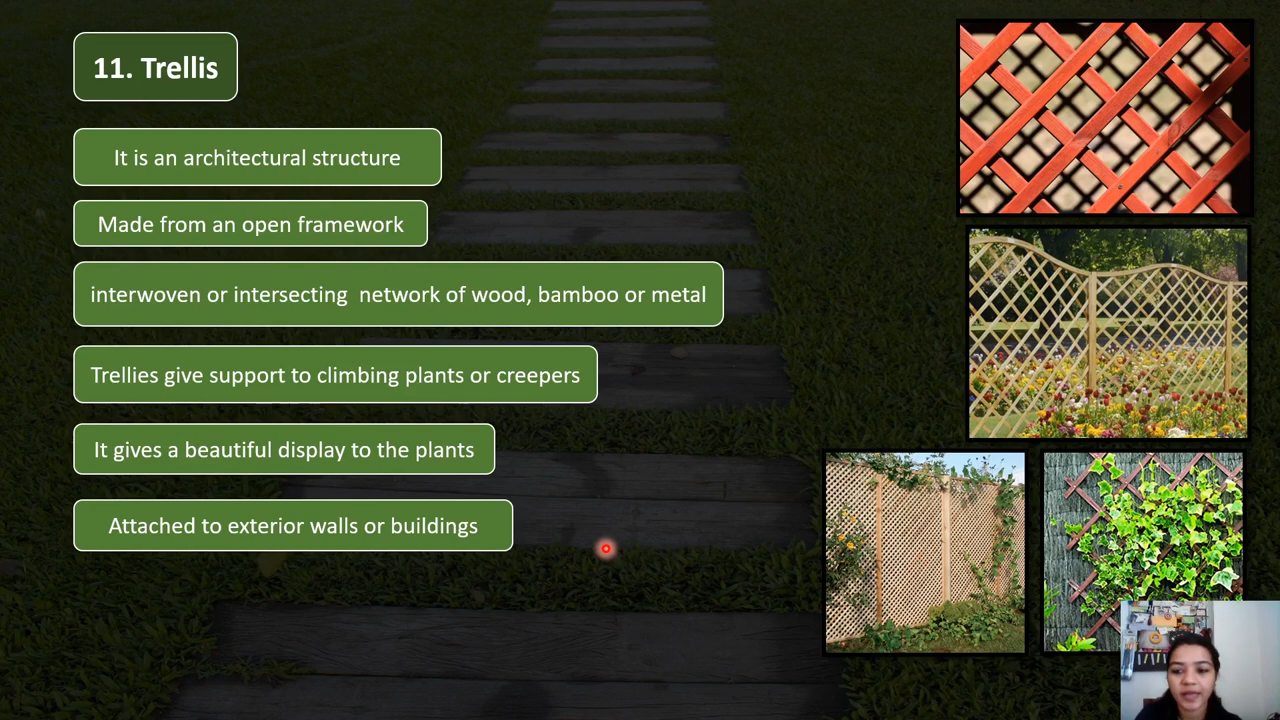 11. Trellis
It is an architectural structure
Made from an open framework
interwoven or intersecting  network of wood, bamboo or metal
Trellies give support to climbing plants or creepers
It gives a beautiful display to the plants
Attached to exterior walls or buildings